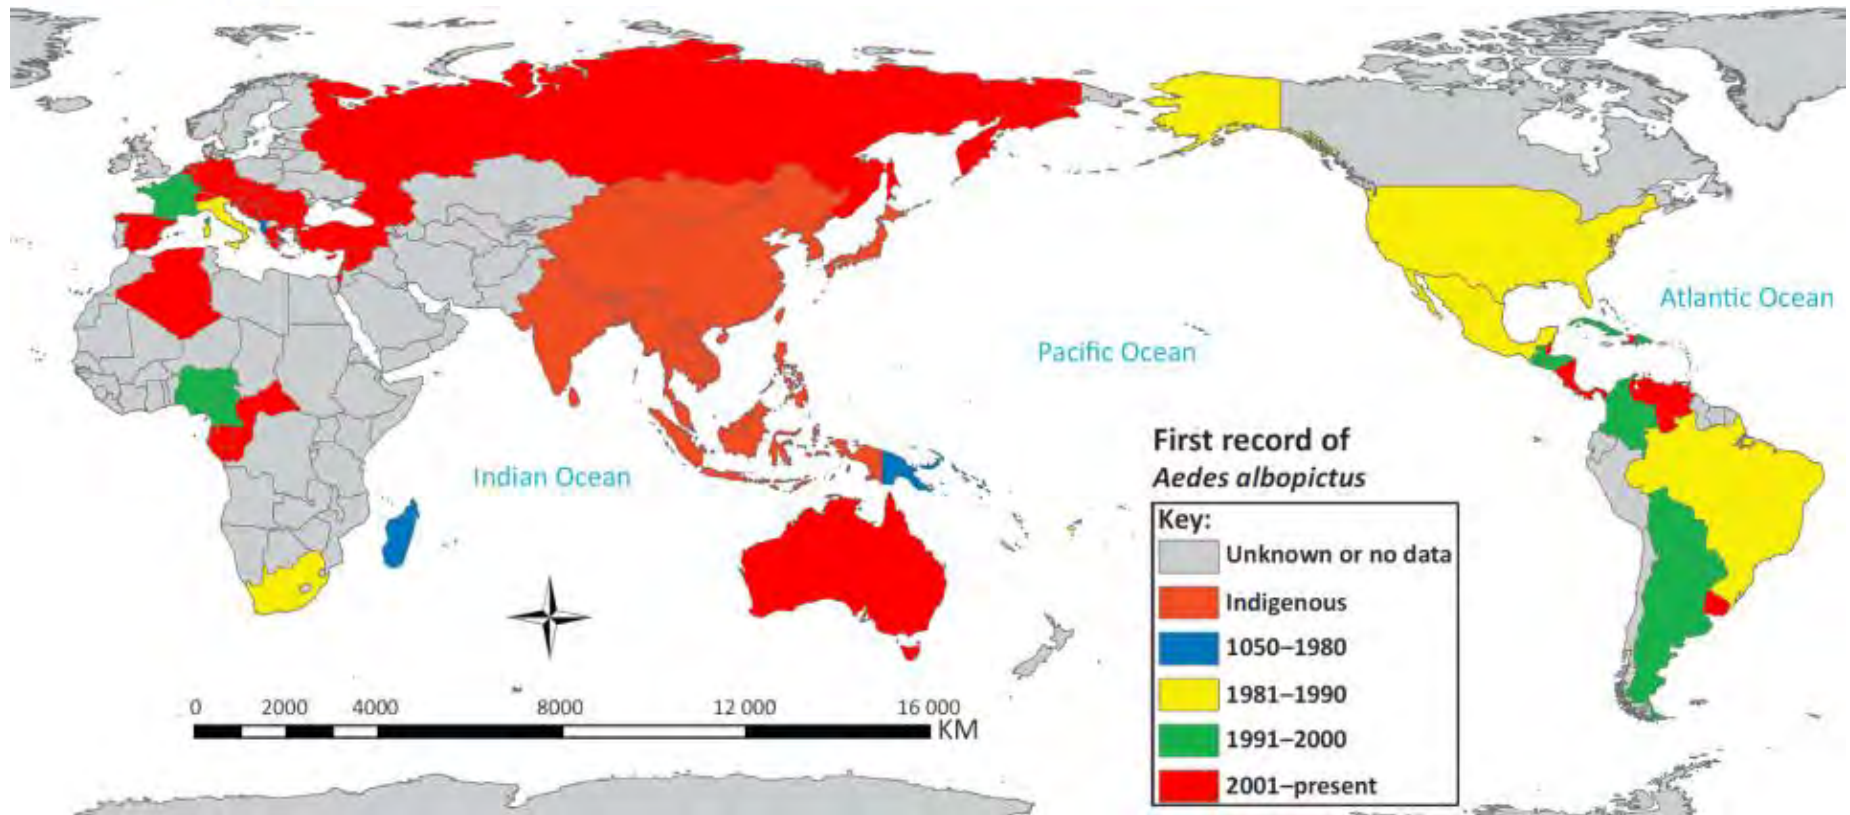 Atlantic Ocean
Pacific Ocean
Indian Ocean
First record of
Aedes albopictus
Key:
Unknown or no data
Indigenous
1050–1980
1981–1990
1991–2000
2001–present
0 2000 4000 8000 12 000 16 000
KM